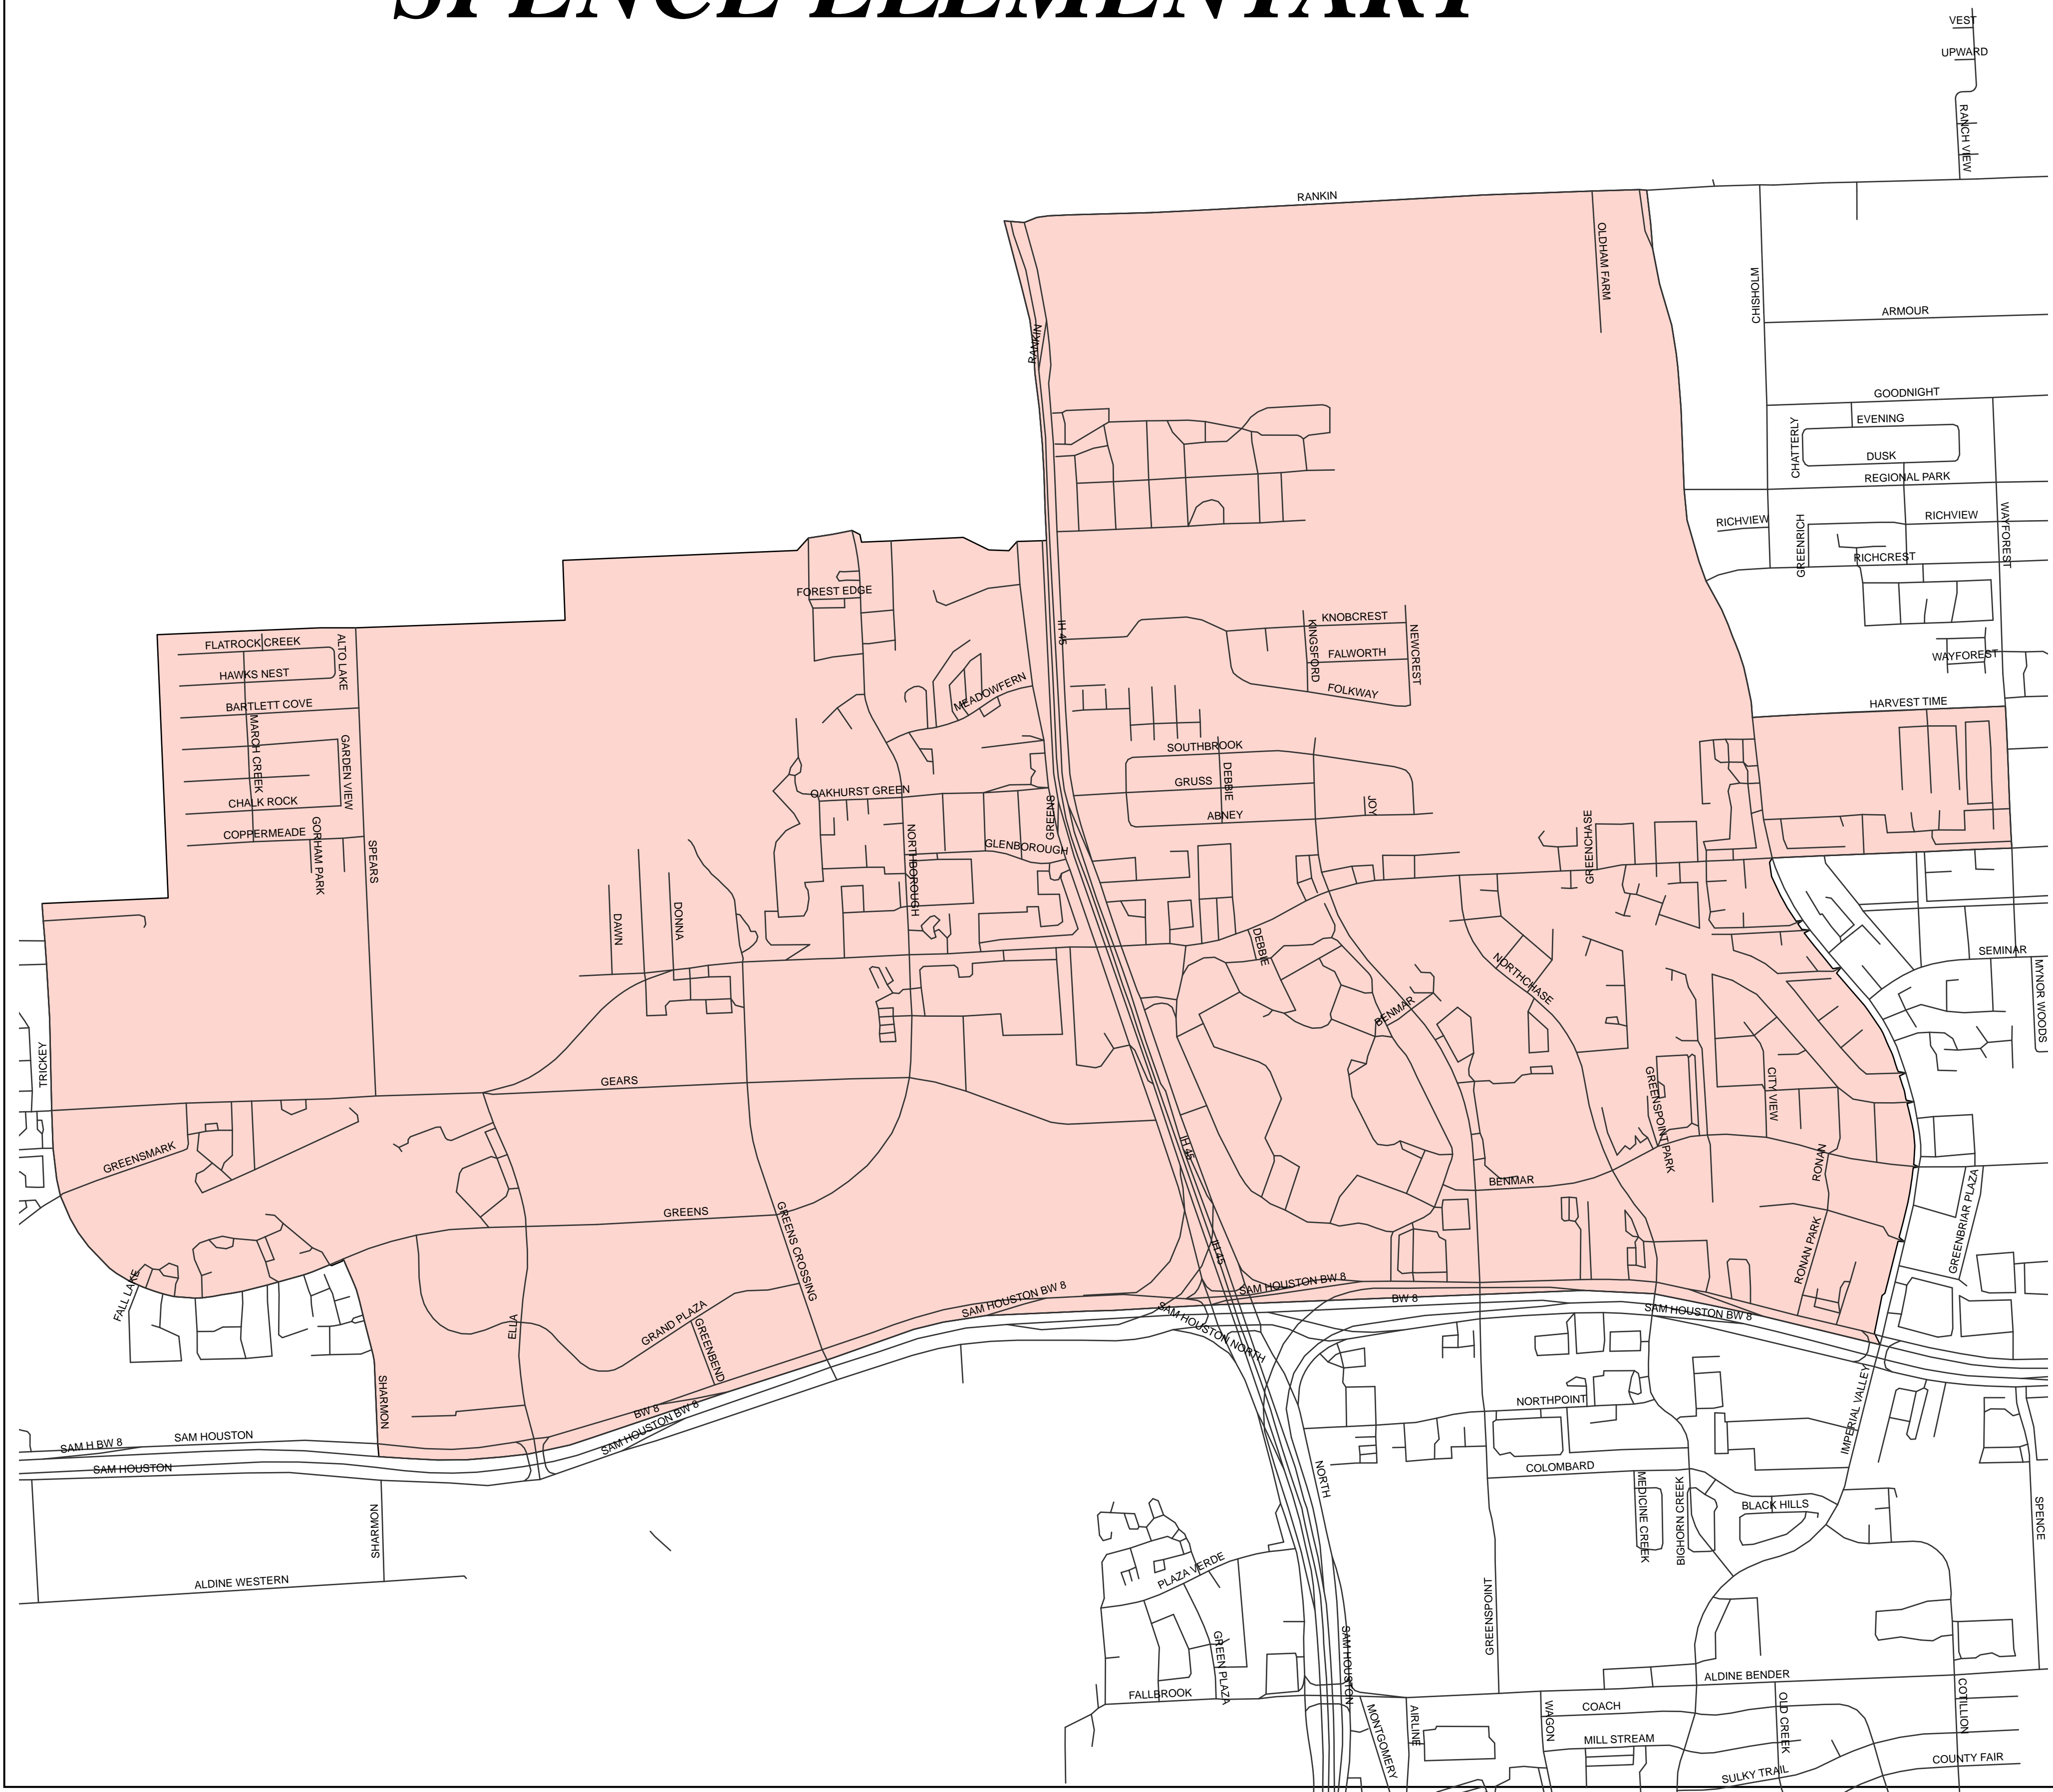 SPENCE ELEMENTARY
VEST
UPWARD
RANCH VIEW
RANKIN
OLDHAM FARM
CHISHOLM
ARMOUR
RANKIN
GOODNIGHT
EVENING
CHATTERLY
DUSK
REGIONAL PARK
RICHVIEW
RICHVIEW
WAYFOREST
GREENRICH
RICHCREST
FOREST EDGE
IH 45
KNOBCREST
KINGSFORD
NEWCREST
FALWORTH
FOLKWAY
FLATROCK CREEK
ALTO LAKE
HAWKS NEST
WAYFOREST
BARTLETT COVE
MEADOWFERN
HARVEST TIME
MARCH CREEK
GARDEN VIEW
SOUTHBROOK
DEBBIE
GRUSS
JOY
ABNEY
OAKHURST GREEN
GREENS
CHALK ROCK
COPPERMEADE
GORHAM PARK
SPEARS
NORTHBOROUGH
GLENBOROUGH
GREENCHASE
DAWN
DONNA
DEBBIE
NORTHCHASE
SEMINAR
MYNOR WOODS
BENMAR
TRICKEY
GEARS
GREENSPOINT PARK
CITY VIEW
GREENSMARK
IH 45
BENMAR
RONAN
GREENBRIAR PLAZA
GREENS
GREENS CROSSING
IH 45
RONAN PARK
FALL LAKE
SAM HOUSTON BW 8
SAM HOUSTON BW 8
BW 8
SAM HOUSTON BW 8
ELLA
GRAND PLAZA
GREENBEND
SAM HOUSTON NORTH
SHARMON
BW 8
SAM HOUSTON BW 8
SAM H BW 8
SAM HOUSTON
SAM HOUSTON
NORTHPOINT
IMPERIAL VALLEY
COLOMBARD
NORTH
MEDICINE CREEK
BIGHORN CREEK
BLACK HILLS
SPENCE
SHARMON
ALDINE WESTERN
PLAZA VERDE
GREENSPOINT
GREEN PLAZA
SAM HOUSTON
FALLBROOK
ALDINE BENDER
MONTGOMERY
AIRLINE
WAGON
COACH
OLD CREEK
COTILLION
MILL STREAM
SULKY TRAIL
COUNTY FAIR